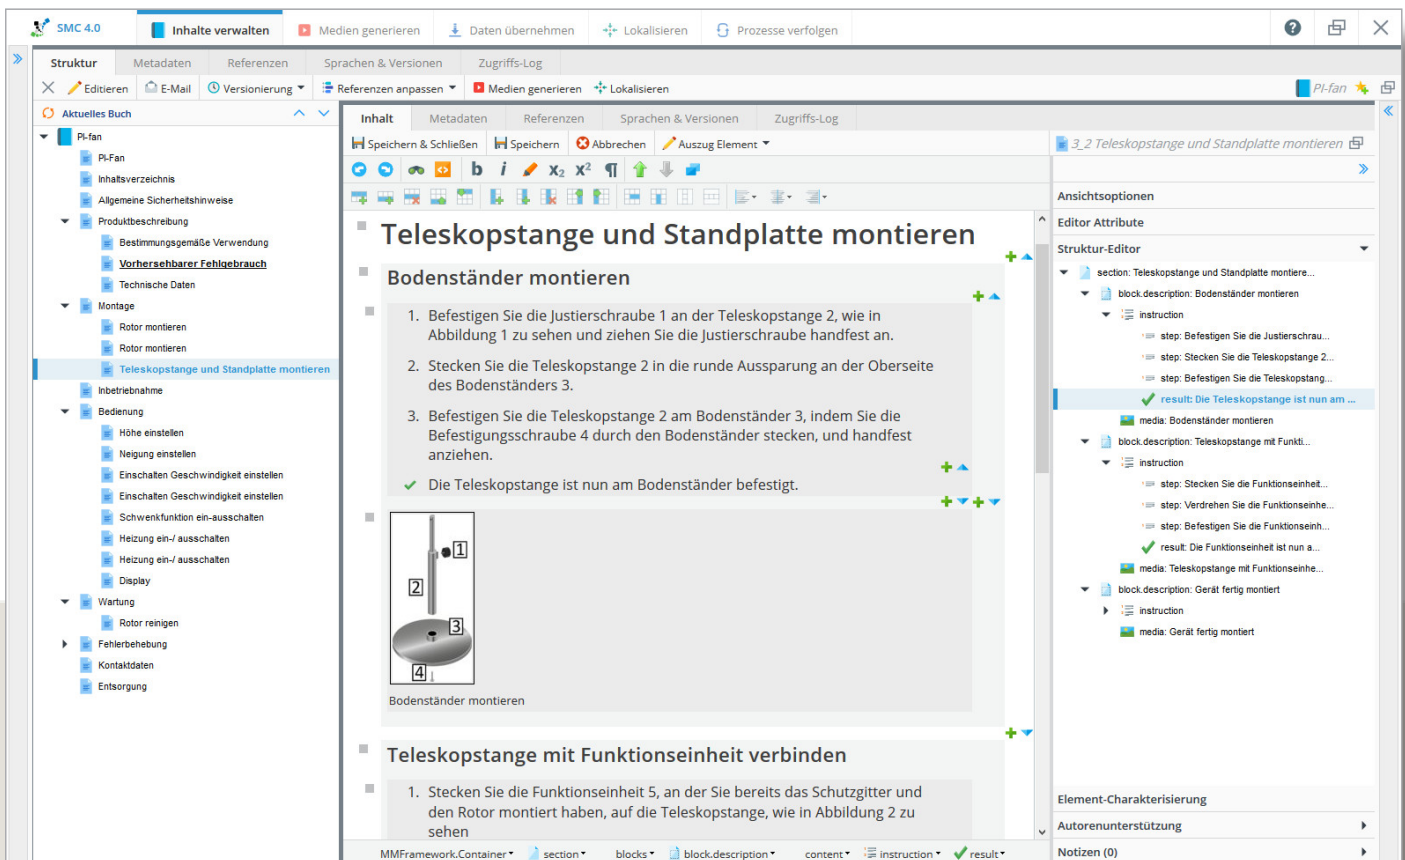 SMC 4.0
Inhalte verwalten
Medien generieren
Daten übernehmen
Lokalisieren
Prozesse verfolgen
?
Struktur
Metadaten
Referenzen
Sprachen & Versionen
Zugriffs-Log
Editieren
E-Mail
Versionierung
Referenzen anpassen
Medien generieren
Lokalisieren
PI-fan
Aktuelles Buch
PI-fan
PI-Fan
Inhaltsverzeichnis
Allgemeine Sicherheitshinweise
Produktbeschreibung
Bestimmungsgemäße Verwendung
Vorhersehbarer Fehlgebrauch
Technische Daten
Montage
Rotor montieren
Rotor montieren
Teleskopstange und Standplatte montieren
Inbetriebnahme
Bedienung
Höhe einstellen
Neigung einstellen
Einschalten Geschwindigkeit einstellen
Einschalten Geschwindigkeit einstellen
Schwenkfunktion ein-ausschalten
Heizung ein-/ ausschalten
Heizung ein-/ ausschalten
Display
Wartung
Rotor reinigen
Fehlerbehebung
Kontaktdaten
Entsorgung
Inhalt
Metadaten
Referenzen
Sprachen & Versionen
Zugriffs-Log
Speichern & Schließen
Speichern
Abbrechen
Auszug Element
b i x₂ x² ¶
Teleskopstange und Standplatte montieren
Bodenständer montieren
1. Befestigen Sie die Justierschraube 1 an der Teleskopstange 2, wie in
Abbildung 1 zu sehen und ziehen Sie die Justierschraube handfest an.
2. Stecken Sie die Teleskopstange 2 in die runde Aussparung an der Oberseite
des Bodenständers 3.
3. Befestigen Sie die Teleskopstange 2 am Bodenständer 3, indem Sie die
Befestigungsschraube 4 durch den Bodenständer stecken, und handfest
anziehen.
Die Teleskopstange ist nun am Bodenständer befestigt.
1
2
3
4
Bodenständer montieren
Teleskopstange mit Funktionseinheit verbinden
1. Stecken Sie die Funktionseinheit 5, an der Sie bereits das Schutzgitter und
den Rotor montiert haben, auf die Teleskopstange, wie in Abbildung 2 zu
sehen
MMFramework.Container
section
blocks
block.description
content
instruction
result
3_2 Teleskopstange und Standplatte montieren
Ansichtsoptionen
Editor Attribute
Struktur-Editor
section: Teleskopstange und Standplatte montiere...
block.description: Bodenständer montieren
instruction
step: Befestigen Sie die Justierschrau...
step: Stecken Sie die Teleskopstange 2...
step: Befestigen Sie die Teleskopstang...
result: Die Teleskopstange ist nun am ...
media: Bodenständer montieren
block.description: Teleskopstange mit Funkti...
instruction
step: Stecken Sie die Funktionseinheit...
step: Verdrehen Sie die Funktionseinhe...
step: Befestigen Sie die Funktionseinh...
result: Die Funktionseinheit ist nun a...
media: Teleskopstange mit Funktionseinhe...
block.description: Gerät fertig montiert
instruction
media: Gerät fertig montiert
Element-Charakterisierung
Autorenunterstützung
Notizen (0)